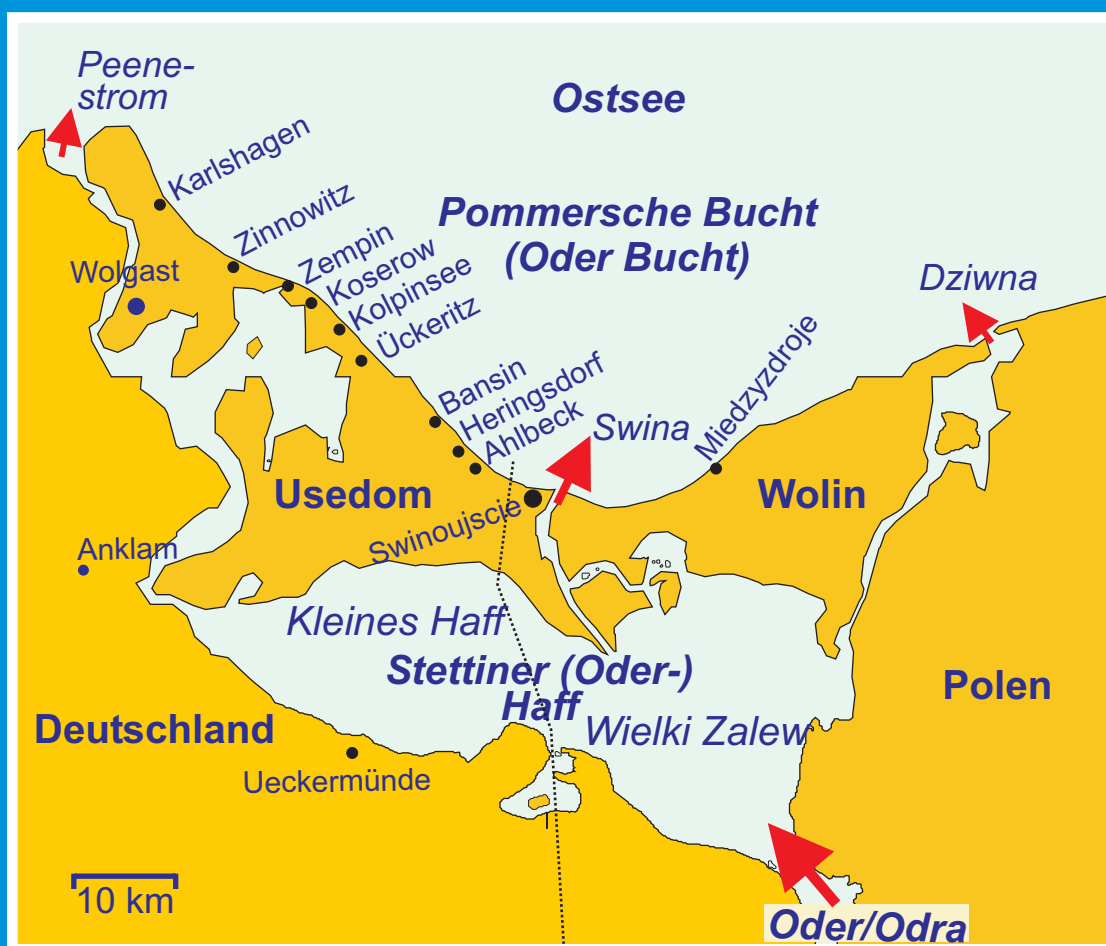 Peene-
strom
Ostsee
Karlshagen
Zinnowitz
Pommersche Bucht
(Oder Bucht)
Zempin
Koserow
Kolpinsee
Ückeritz
Wolgast
Dziwna
Bansin
Heringsdorf
Ahlbeck
Swina
Miedzyzdroje
Usedom
Wolin
Swinoujscie
Anklam
Kleines Haff
Stettiner (Oder-)
Haff
Polen
Deutschland
Wielki Zalew
Ueckermünde
10 km
Oder/Odra